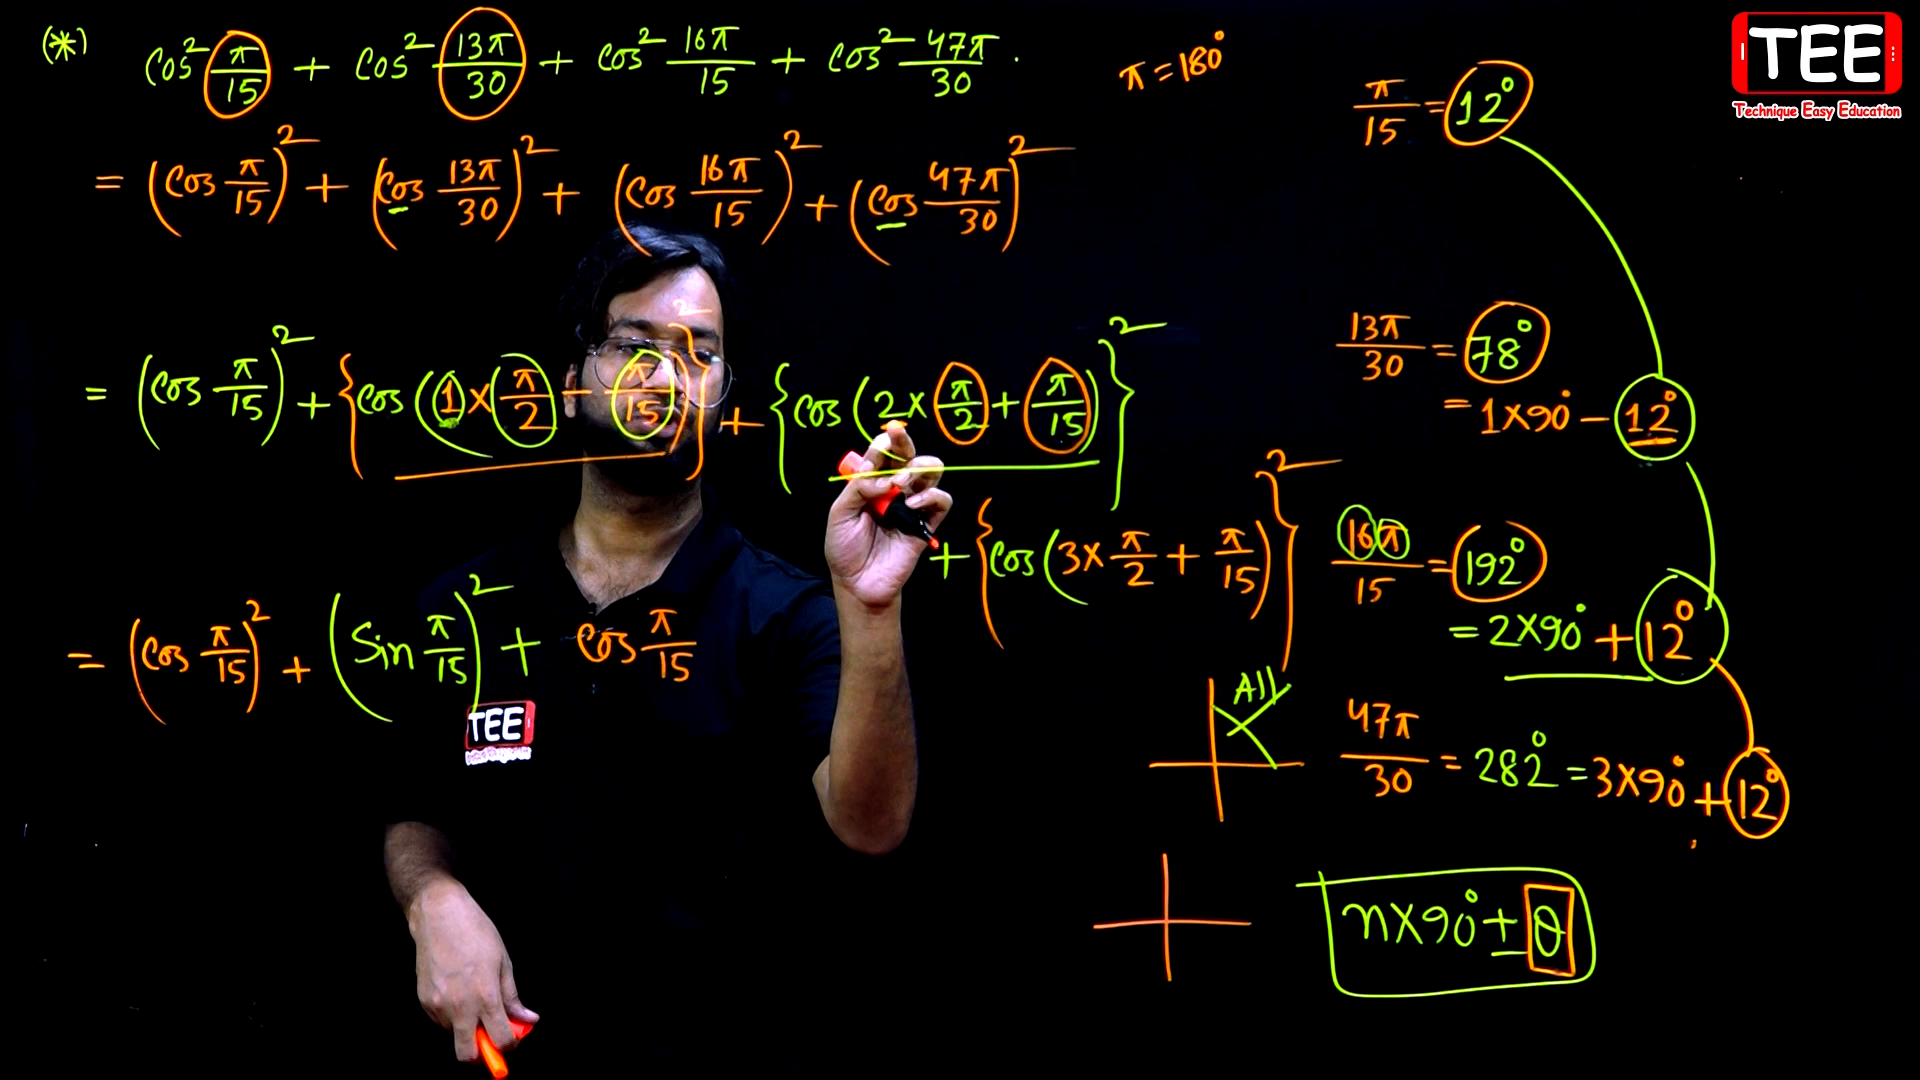 (*) cos² π/15 + cos² 13π/30 + cos² 16π/15 + cos² 47π/30 .
π = 180°
π/15 = 12°
TEE
Technique Easy Education
= (cos π/15)² + (cos 13π/30)² + (cos 16π/15)² + (cos 47π/30)²
13π/30 = 78°
= 1×90° − 12°
= (cos π/15)² + {cos (1×π/2 − π/15)}² + {cos (2×π/2 + π/15)}²
+ {cos (3×π/2 + π/15)}²
16π/15 = 192°
= 2×90° + 12°
= (cos π/15)² + (Sin π/15)² + cos π/15
All
47π/30 = 282° = 3×90° + 12°
TEE
n×90° ± θ